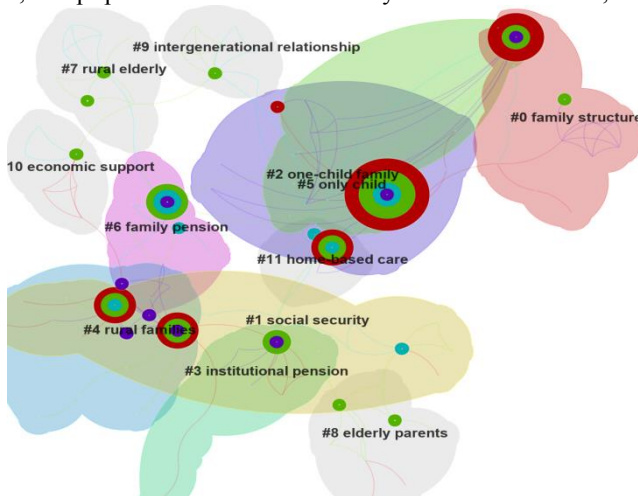 #9 intergenerational relationship
#7 rural elderly
#0 family structure
10 economic support
#2 one-child family
#5 only child
#6 family pension
#11 home-based care
#1 social security
#4 rural families
#3 institutional pension
#8 elderly parents